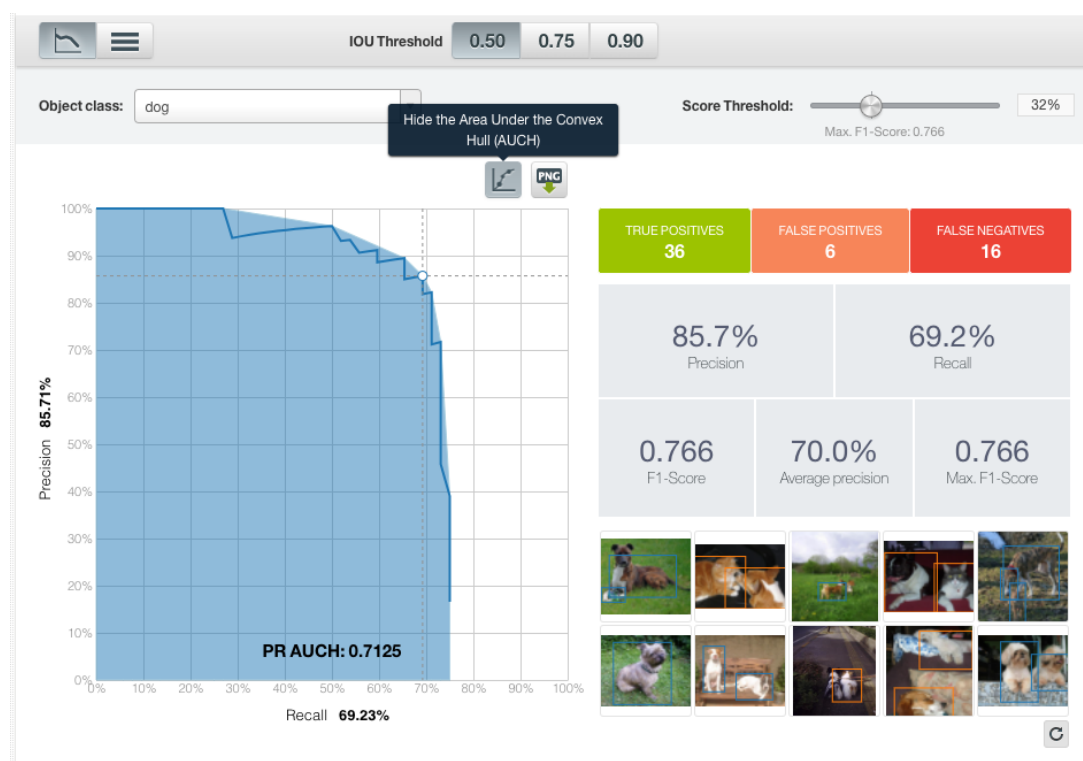 IOU Threshold 0.50 0.75 0.90
Object class: dog
Score Threshold: 32%
Max. F1-Score: 0.766
Hide the Area Under the Convex
Hull (AUCH)
PNG
100%
90%
80%
70%
60%
50%
40%
30%
20%
10%
0%
Precision 85.71%
PR AUCH: 0.7125
0% 10% 20% 30% 40% 50% 60% 70% 80% 90% 100%
Recall 69.23%
TRUE POSITIVES
36
FALSE POSITIVES
6
FALSE NEGATIVES
16
85.7%
Precision
69.2%
Recall
0.766
F1-Score
70.0%
Average precision
0.766
Max. F1-Score